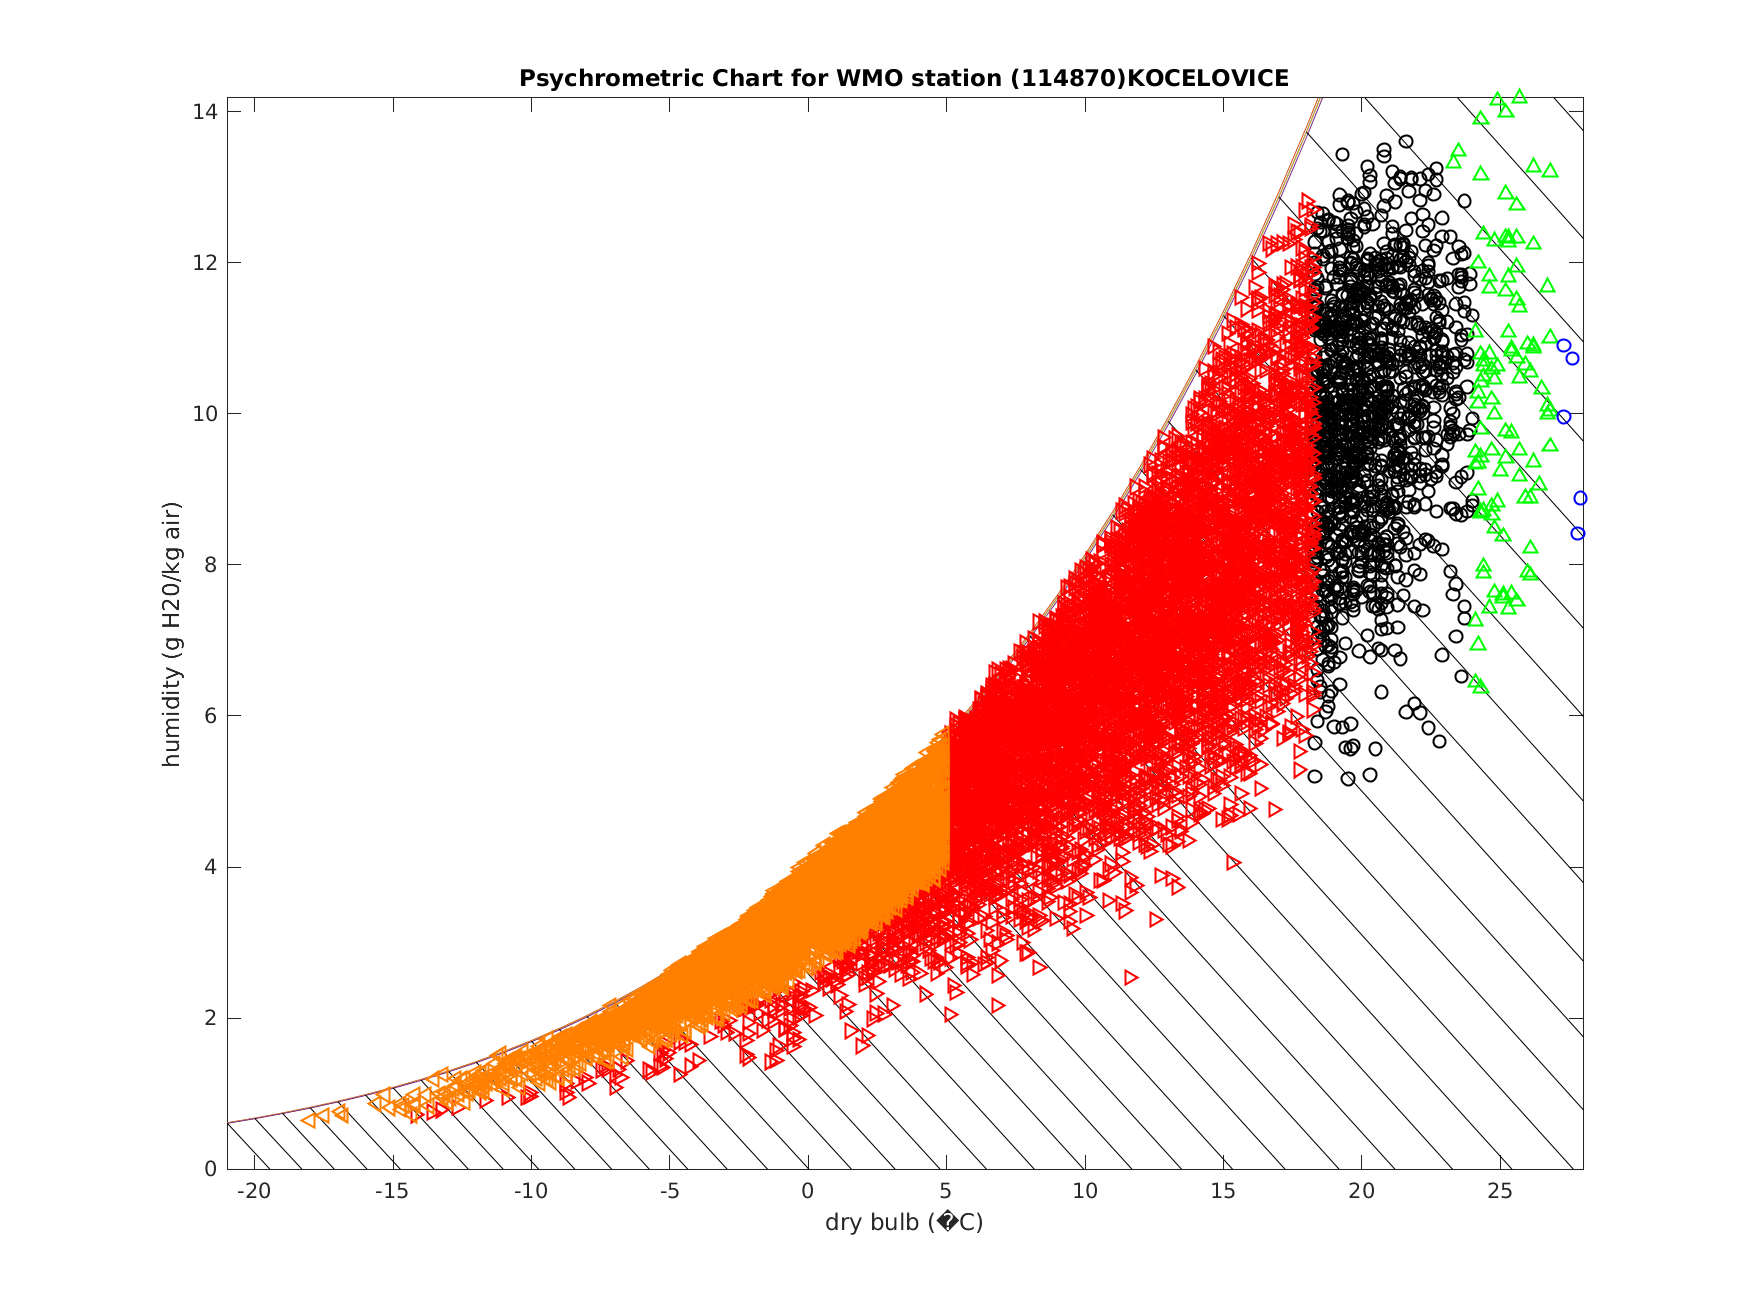 Psychrometric Chart for WMO station (114870)KOCELOVICE
humidity (g H20/kg air)
14
12
10
8
6
4
2
0
-20 -15 -10 -5 0 5 10 15 20 25
dry bulb (�C)